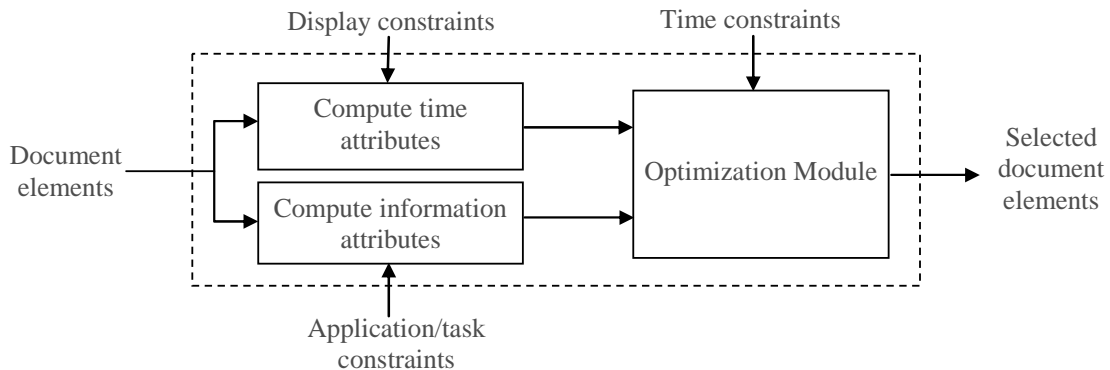 Display constraints
Time constraints
Compute time
attributes
Document
elements
Optimization Module
Selected
document
elements
Compute information
attributes
Application/task
constraints